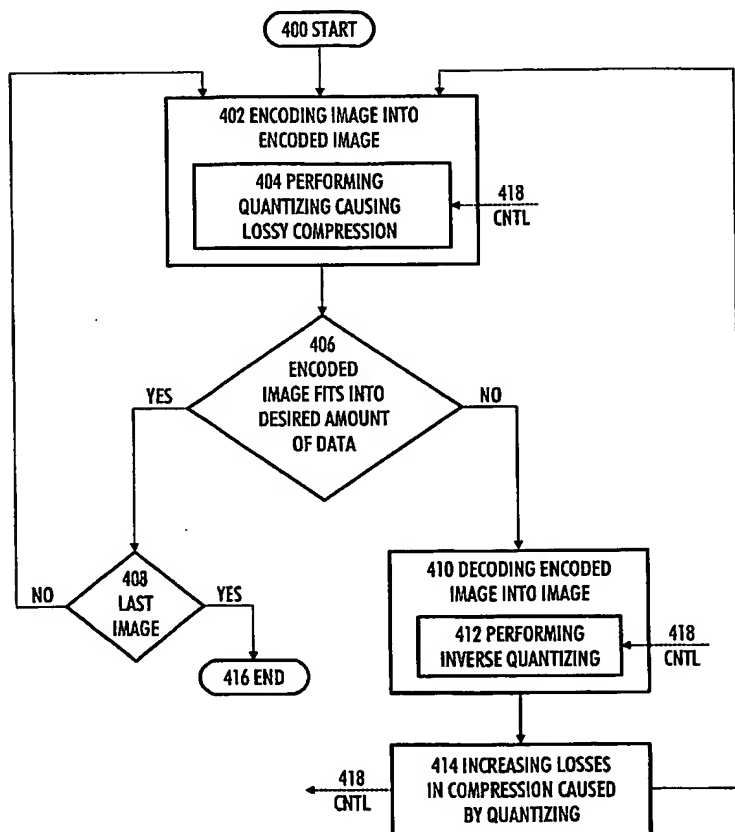 400 START
402 ENCODING IMAGE INTO
ENCODED IMAGE
404 PERFORMING
QUANTIZING CAUSING
LOSSY COMPRESSION
418
CNTL
406
ENCODED
IMAGE FITS INTO
DESIRED AMOUNT
OF DATA
YES
NO
408
LAST
IMAGE
NO
YES
416 END
410 DECODING ENCODED
IMAGE INTO IMAGE
412 PERFORMING
INVERSE QUANTIZING
418
CNTL
414 INCREASING LOSSES
IN COMPRESSION CAUSED
BY QUANTIZING
418
CNTL